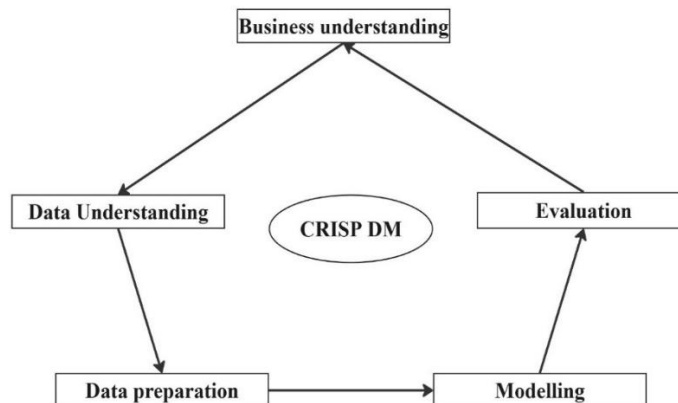 Business understanding
Data Understanding
CRISP DM
Evaluation
Data preparation
Modelling